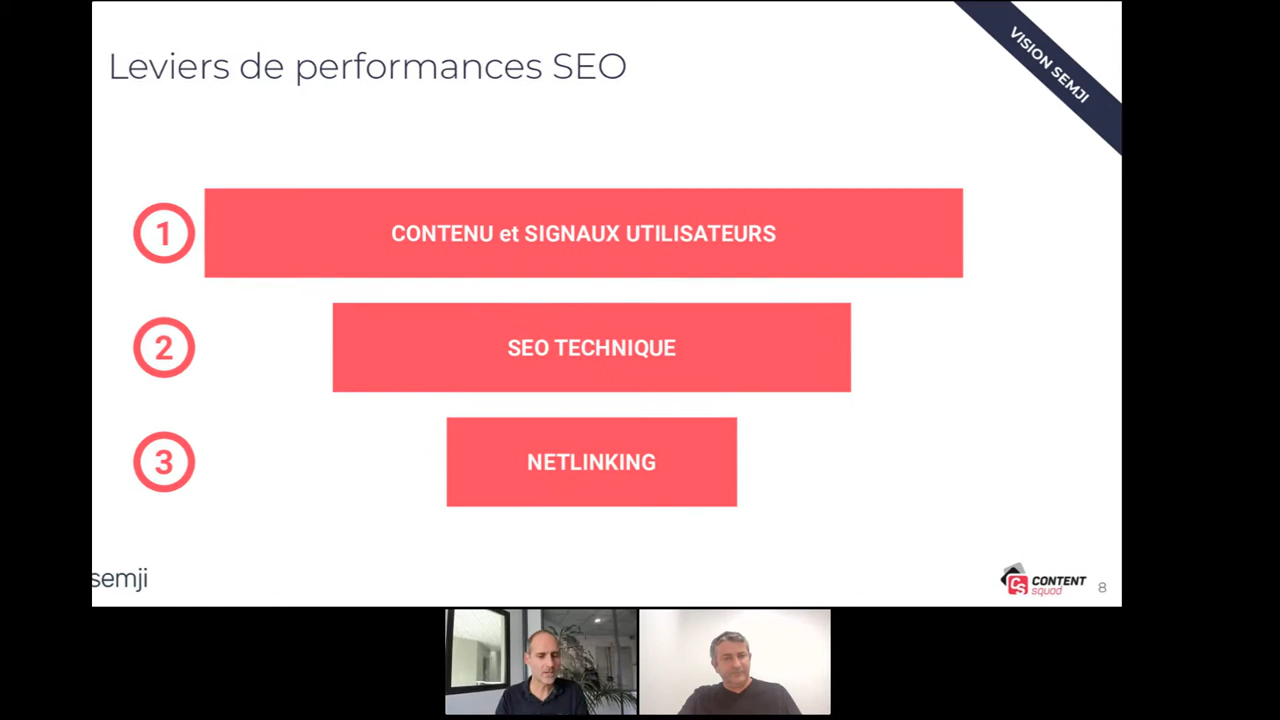 Leviers de performances SEO
VISION SEMJI
1
CONTENU et SIGNAUX UTILISATEURS
2
SEO TECHNIQUE
3
NETLINKING
semji
CS
CONTENT
squad
8